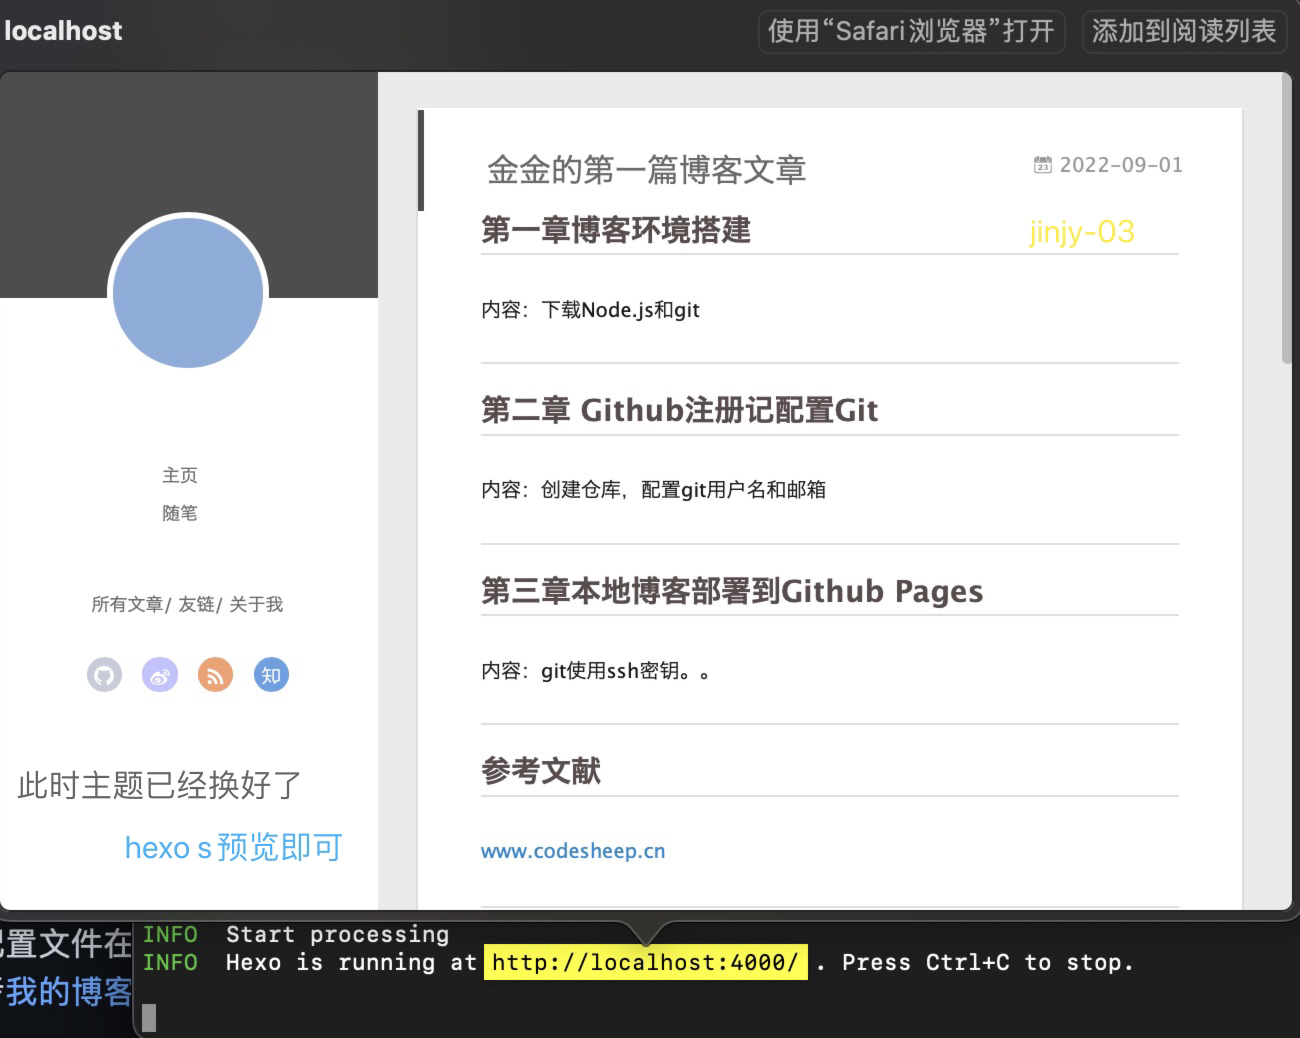 localhost
使用“Safari浏览器”打开
添加到阅读列表
金金的第一篇博客文章
23
2022-09-01
第一章博客环境搭建
jinjy-03
内容：下载Node.js和git
第二章 Github注册记配置Git
内容：创建仓库，配置git用户名和邮箱
第三章本地博客部署到Github Pages
内容：git使用ssh密钥。。
参考文献
www.codesheep.cn
主页
随笔
所有文章/ 友链/ 关于我
知
此时主题已经换好了
hexo s预览即可
置文件在
我的博客
INFO Start processing
INFO Hexo is running at http://localhost:4000/ . Press Ctrl+C to stop.